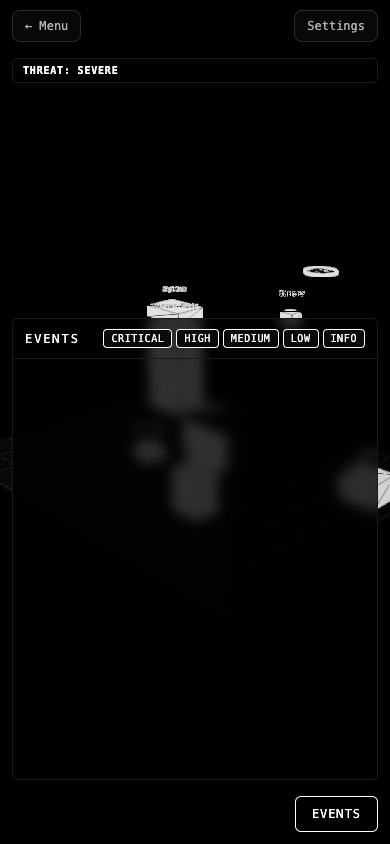 ← Menu
Settings
THREAT: SEVERE
EVENTS
CRITICAL HIGH MEDIUM LOW INFO
EVENTS